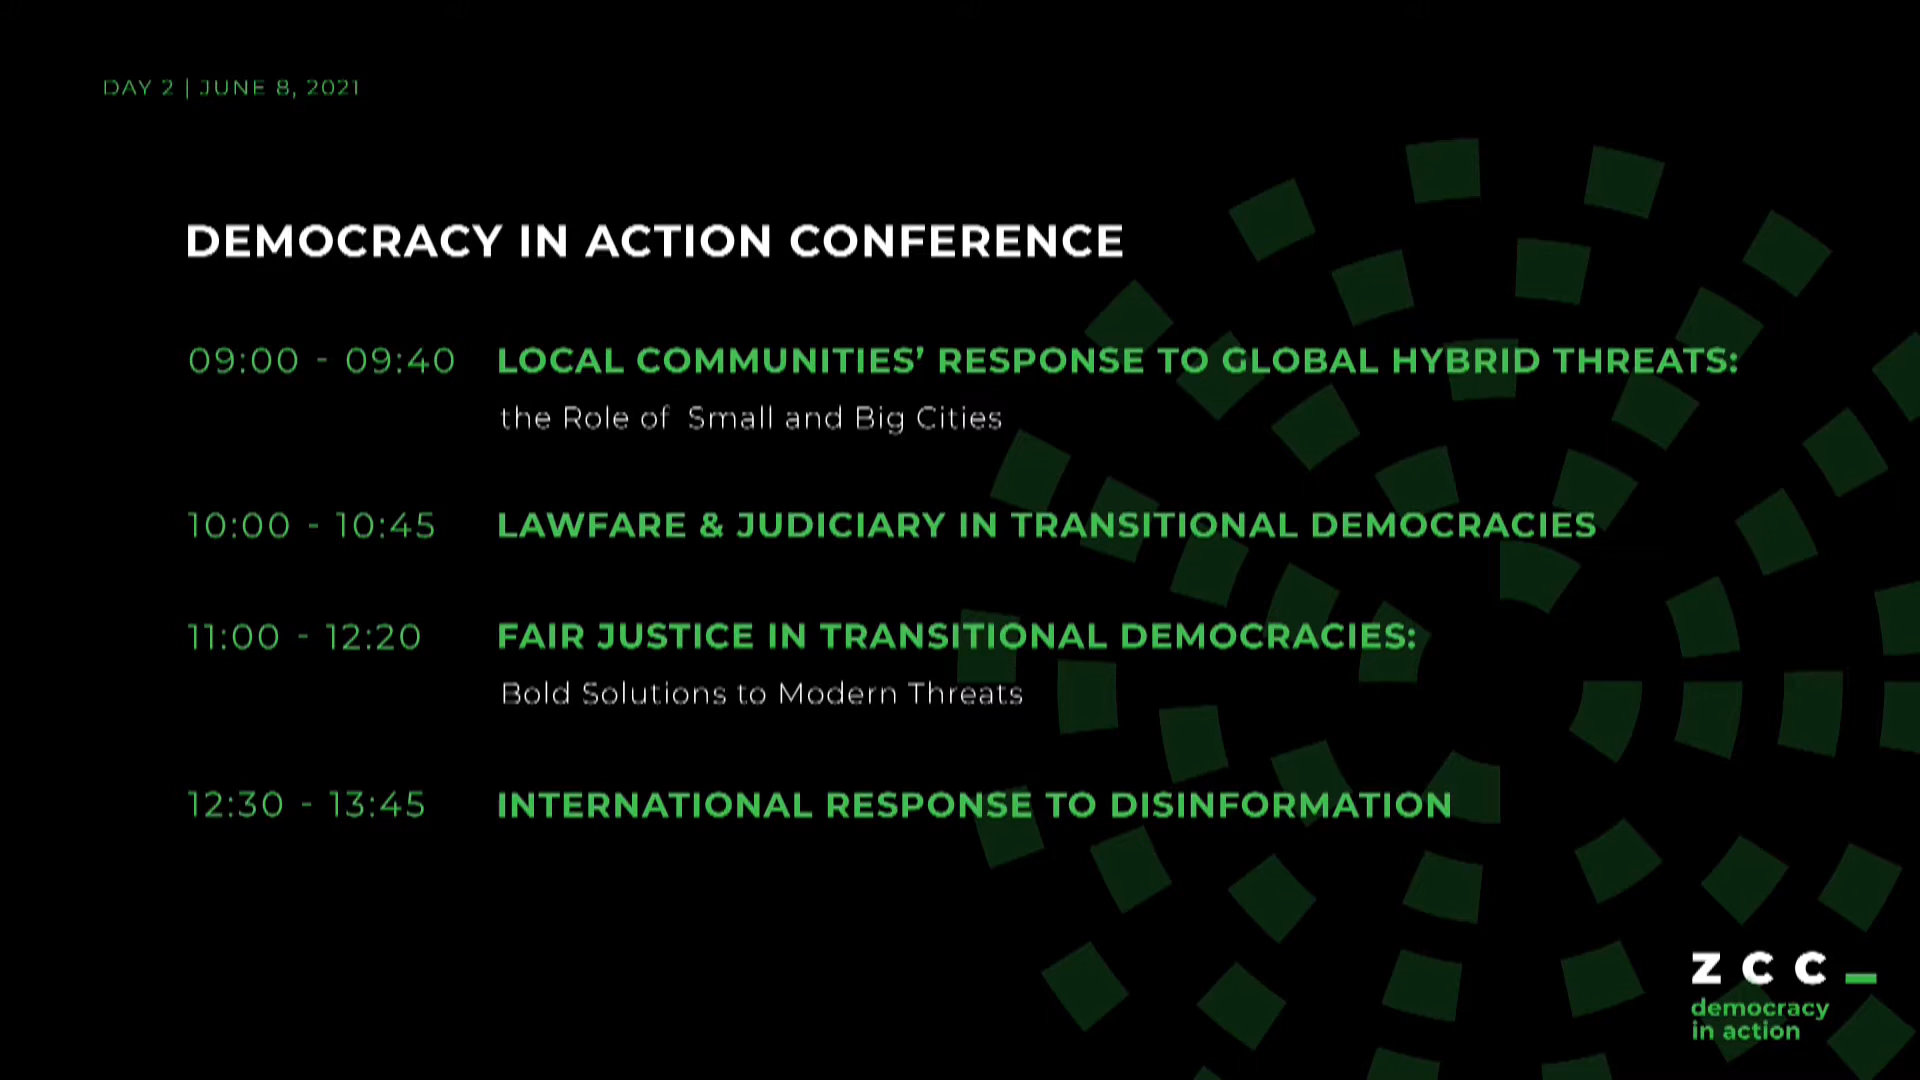 DAY 2 | JUNE 8, 2021
DEMOCRACY IN ACTION CONFERENCE
09:00 - 09:40 LOCAL COMMUNITIES’ RESPONSE TO GLOBAL HYBRID THREATS:
the Role of Small and Big Cities
10:00 - 10:45 LAWFARE & JUDICIARY IN TRANSITIONAL DEMOCRACIES
11:00 - 12:20 FAIR JUSTICE IN TRANSITIONAL DEMOCRACIES:
Bold Solutions to Modern Threats
12:30 - 13:45 INTERNATIONAL RESPONSE TO DISINFORMATION
zcc_
democracy
in action